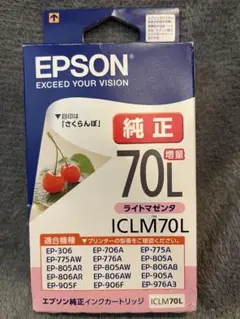 EPSON
EXCEED YOUR VISION
▼目印は
「さくらんぼ」
純正
増量
70L
ライトマゼンタ
ICLM70L
適合機種
▼プリンターの型番をご確認ください
EP-306 EP-706A EP-775A
EP-775AW EP-776A EP-805A
EP-805AR EP-805AW EP-806AB
EP-806AR EP-806AW EP-905A
EP-905F EP-906F EP-976A3
エプソン純正インクカートリッジ ICLM70L